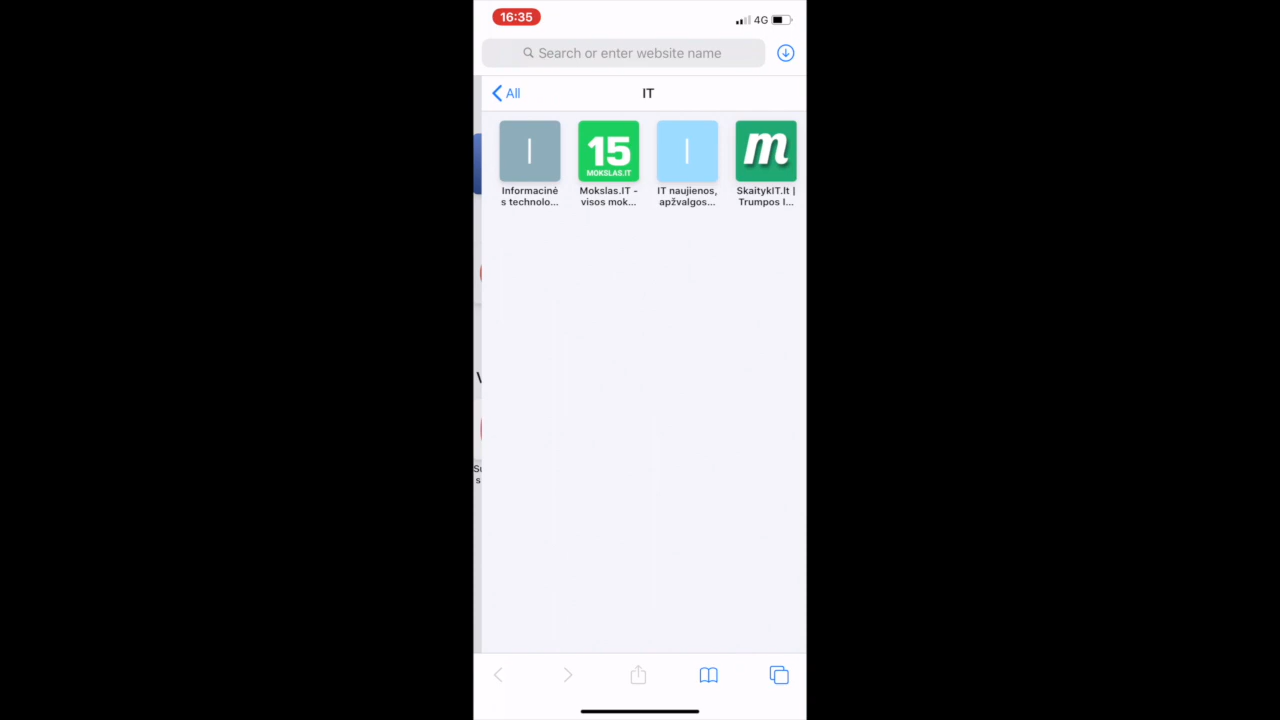 16:35
4G
Search or enter website name
All
IT
I
15
MOKSLAS.IT
I
m
Informacinė
s technolo...
Mokslas.IT -
visos mok...
IT naujienos,
apžvalgos...
SkaitykIT.lt |
Trumpos I...
s